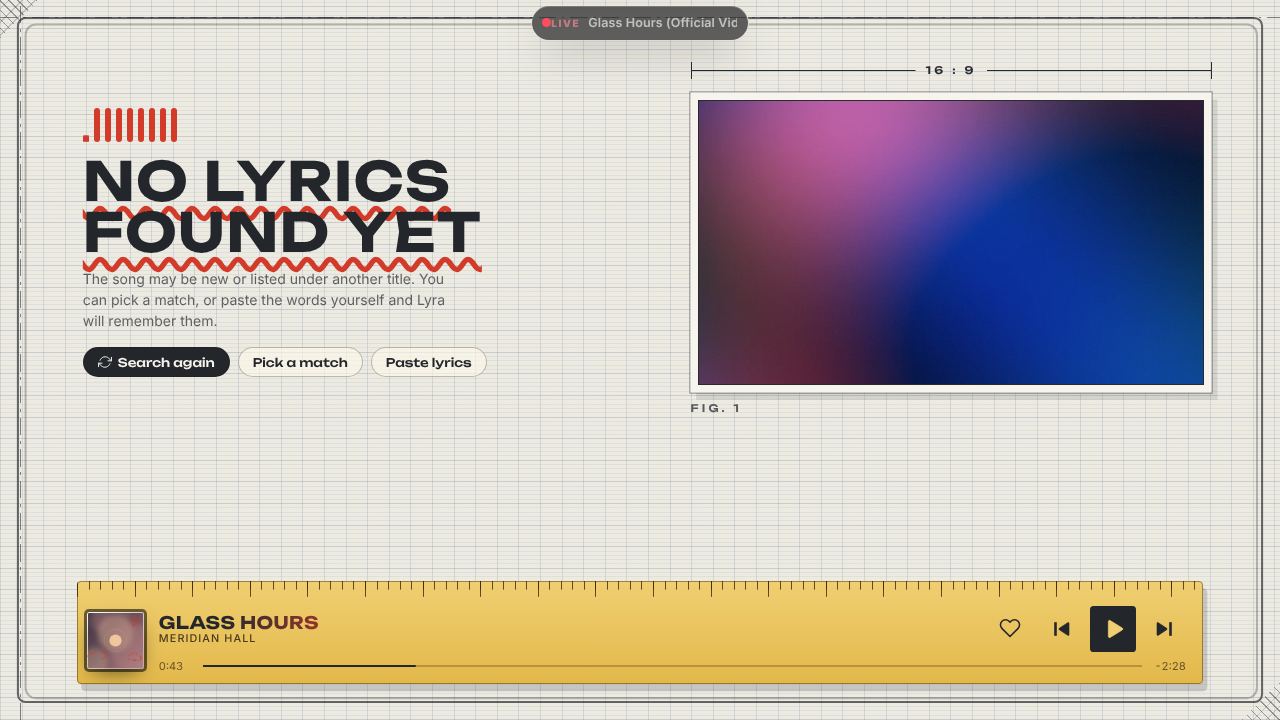 LIVE Glass Hours (Official Vid
16 : 9
NO LYRICS
FOUND YET
The song may be new or listed under another title. You
can pick a match, or paste the words yourself and Lyra
will remember them.
Search again Pick a match Paste lyrics
FIG. 1
GLASS HOURS
MERIDIAN HALL
0:43 -2:28